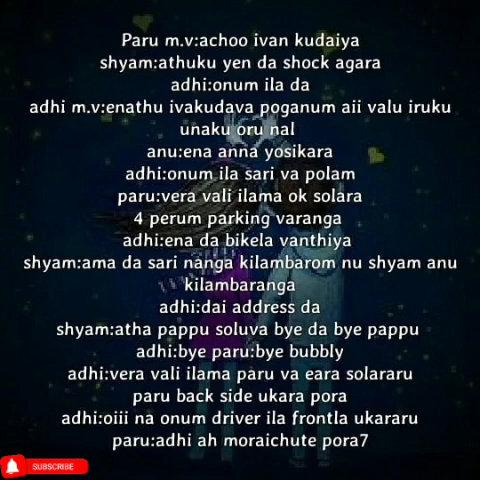 Paru m.v:achoo ivan kudaiya
shyam:athuku yen da shock agara
adhi:onum ila da
adhi m.v:enathu ivakudava poganum aii valu iruku
unaku oru nal
anu:ena anna yosikara
adhi:onum ila sari va polam
paru:vera vali ilama ok solara
4 perum parking varanga
adhi:ena da bikela vanthiya
shyam:ama da sari nanga kilambarom nu shyam anu
kilambaranga
adhi:dai address da
shyam:atha pappu soluva bye da bye pappu
adhi:bye paru:bye bubbly
adhi:vera vali ilama paru va eara solararu
paru back side ukara pora
adhi:oiii na onum driver ila frontla ukararu
paru:adhi ah moraichute pora7
SUBSCRIBE